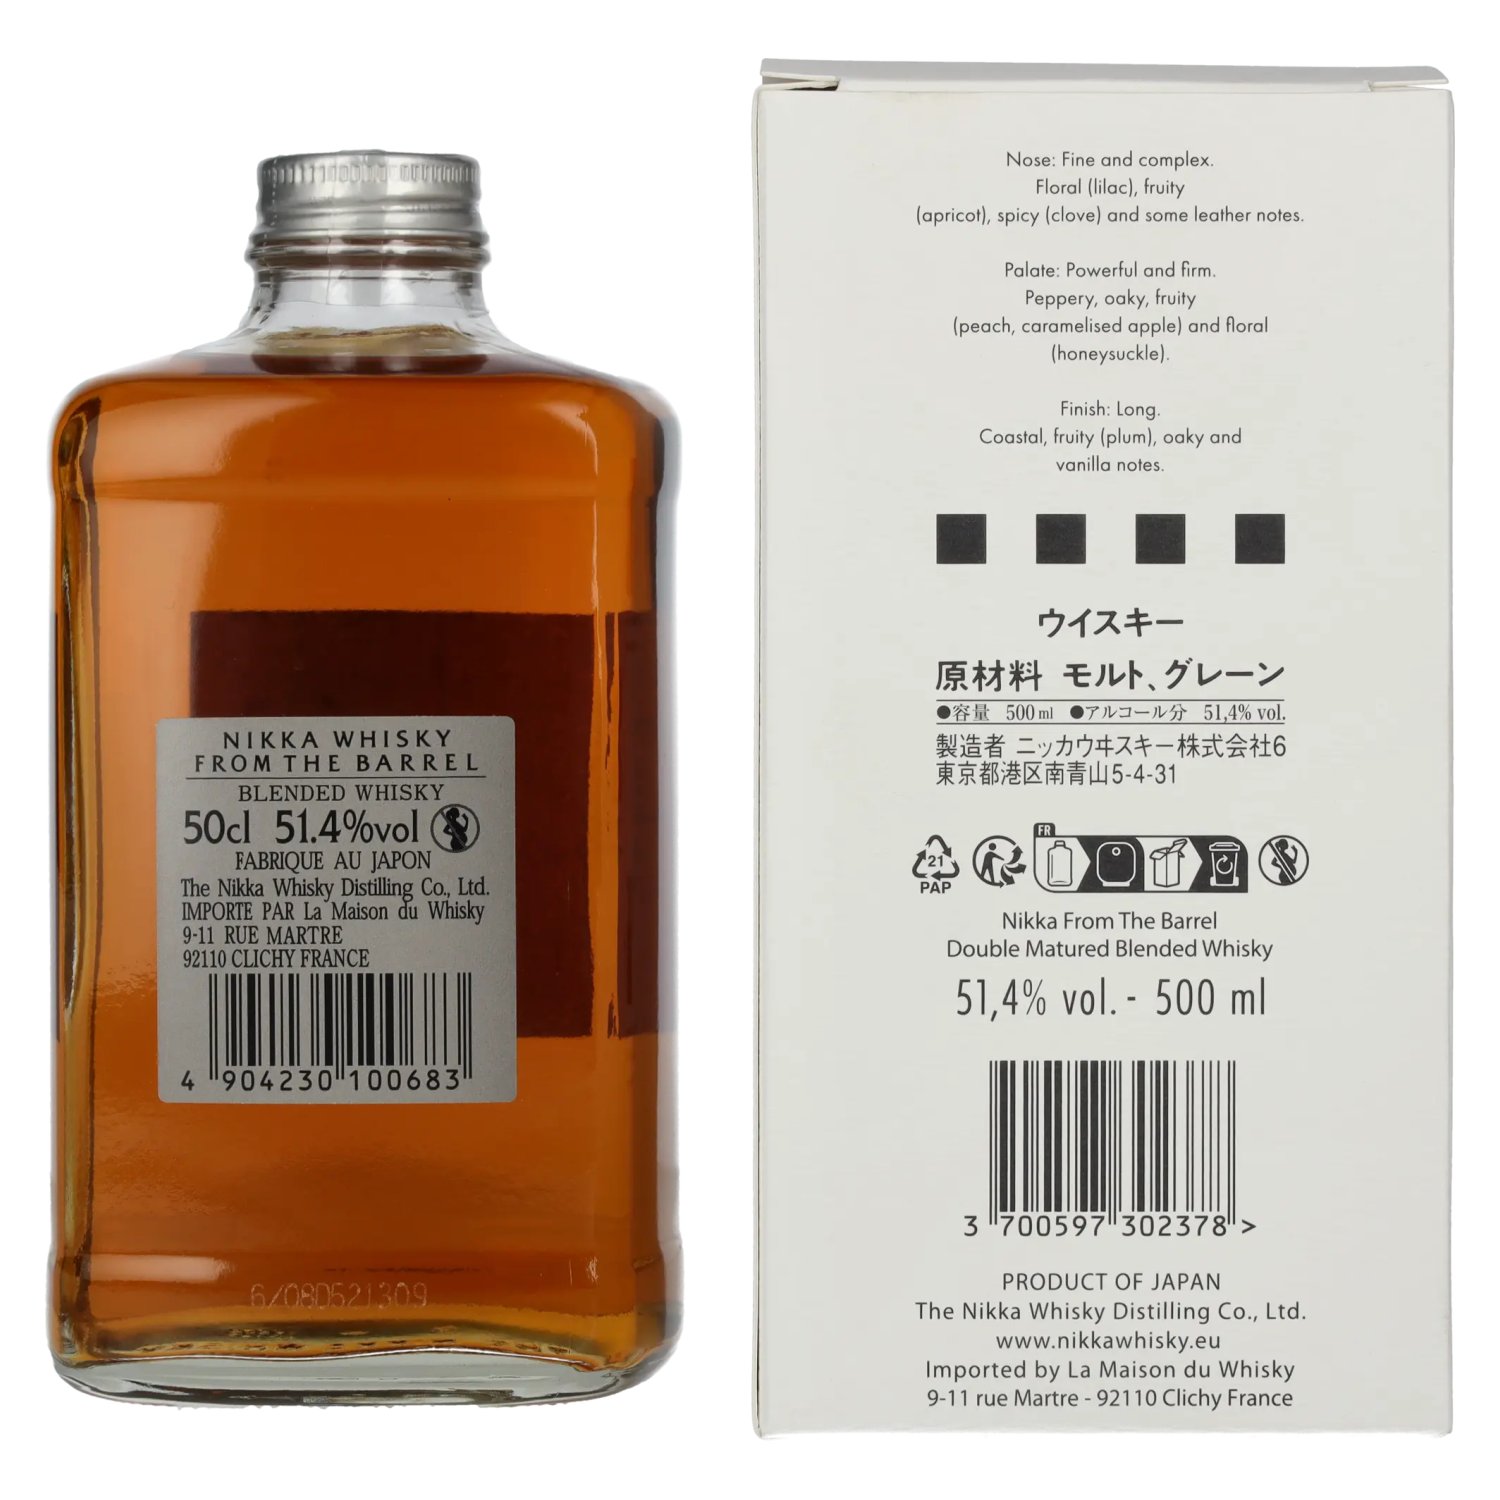 NIKKA WHISKY
FROM THE BARREL
BLENDED WHISKY
50cl 51.4%vol
FABRIQUE AU JAPON
The Nikka Whisky Distilling Co., Ltd.
IMPORTE PAR La Maison du Whisky
9-11 RUE MARTRE
92110 CLICHY FRANCE
4 904230 100683
6/08D521309
Nose: Fine and complex.
Floral (lilac), fruity
(apricot), spicy (clove) and some leather notes.
Palate: Powerful and firm.
Peppery, oaky, fruity
(peach, caramelised apple) and floral
(honeysuckle).
Finish: Long.
Coastal, fruity (plum), oaky and
vanilla notes.
ウイスキー
原材料 モルト、グレーン
●容量 500ml ●アルコール分 51,4% vol.
製造者 ニッカウヰスキー株式会社6
東京都港区南青山5-4-31
21
PAP
FR
Nikka From The Barrel
Double Matured Blended Whisky
51,4% vol. - 500 ml
3 700597 302378 >
PRODUCT OF JAPAN
The Nikka Whisky Distilling Co., Ltd.
www.nikkawhisky.eu
Imported by La Maison du Whisky
9-11 rue Martre - 92110 Clichy France